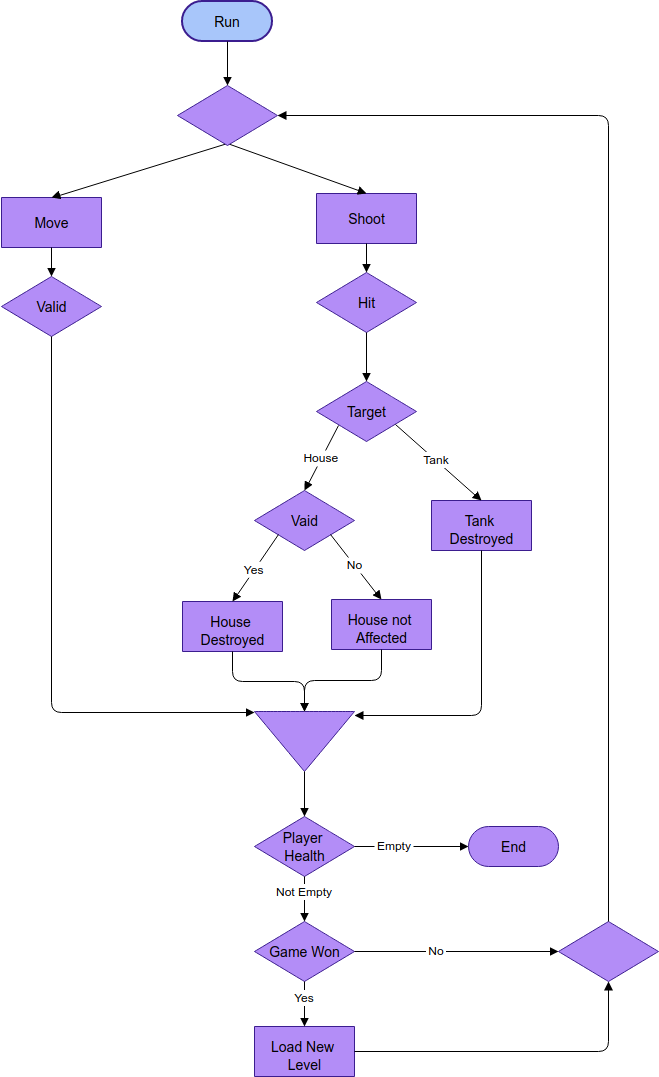 Run
Move
Shoot
Valid
Hit
Target
House
Tank
Vaid
Tank
Destroyed
Yes
No
House
Destroyed
House not
Affected
Player
Health
Empty
End
Not Empty
Game Won
No
Yes
Load New
Level